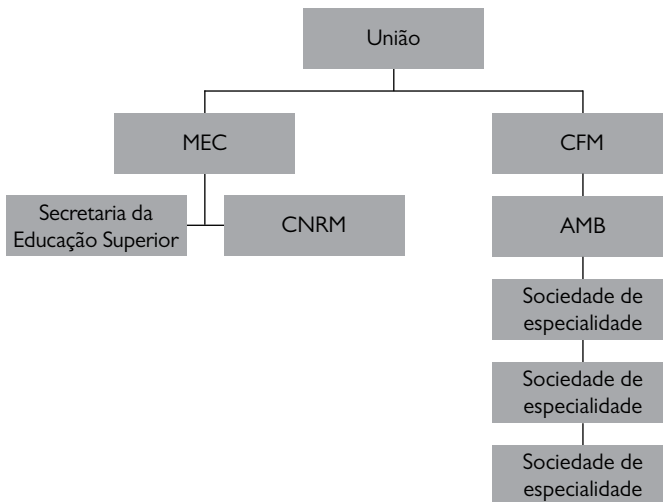 União
MEC
CFM
Secretaria da
Educação Superior
CNRM
AMB
Sociedade de
especialidade
Sociedade de
especialidade
Sociedade de
especialidade